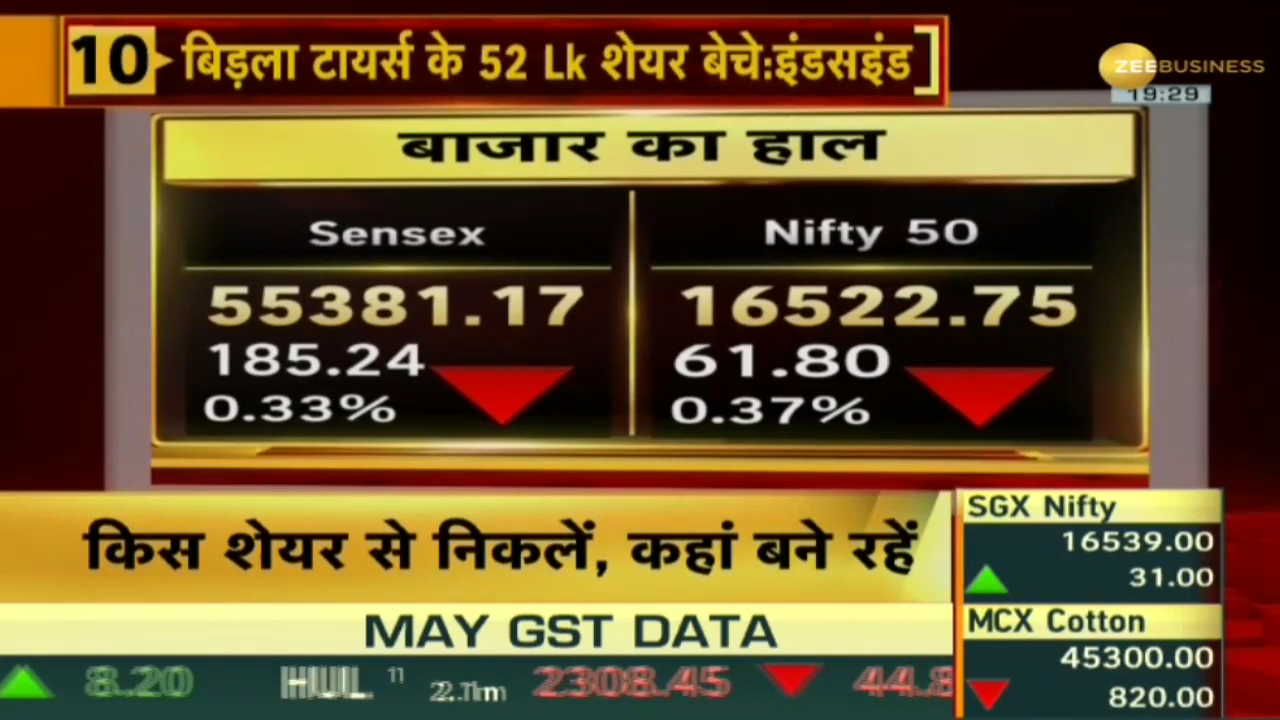 10 बिड़ला टायर्स के 52 Lk शेयर बेचे:इंडसइंड
ZEEBUSINESS
19:29
बाजार का हाल
Sensex
55381.17
185.24
0.33%
Nifty 50
16522.75
61.80
0.37%
किस शेयर से निकलें, कहां बने रहें
MAY GST DATA
8.20 HUL 11 2308.45
SGX Nifty
16539.00
31.00
MCX Cotton
45300.00
820.00